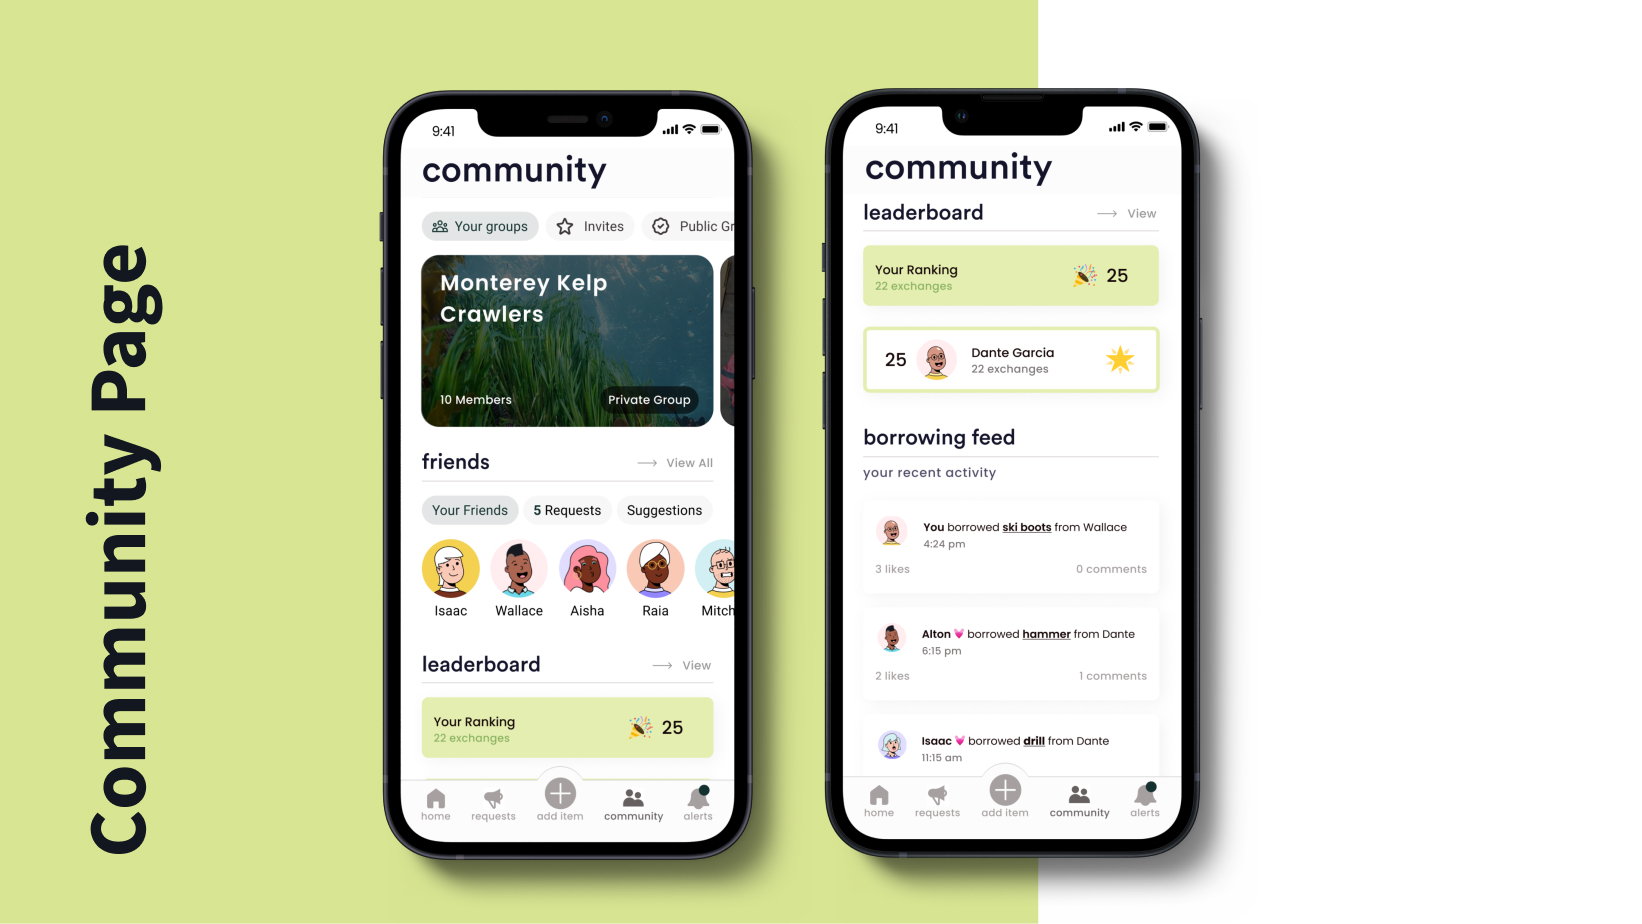 Community Page
9:41
community
Your groups
Invites
Public Gr
Monterey Kelp
Crawlers
10 Members
Private Group
friends
View All
Your Friends
5 Requests
Suggestions
Isaac
Wallace
Aisha
Raia
Mitch
leaderboard
View
Your Ranking
22 exchanges
25
home
requests
add item
community
alerts
9:41
community
leaderboard
View
Your Ranking
22 exchanges
25
25
Dante Garcia
22 exchanges
borrowing feed
your recent activity
You borrowed ski boots from Wallace
4:24 pm
3 likes
0 comments
Alton borrowed hammer from Dante
6:15 pm
2 likes
1 comments
Isaac borrowed drill from Dante
11:15 am
home
requests
add item
community
alerts